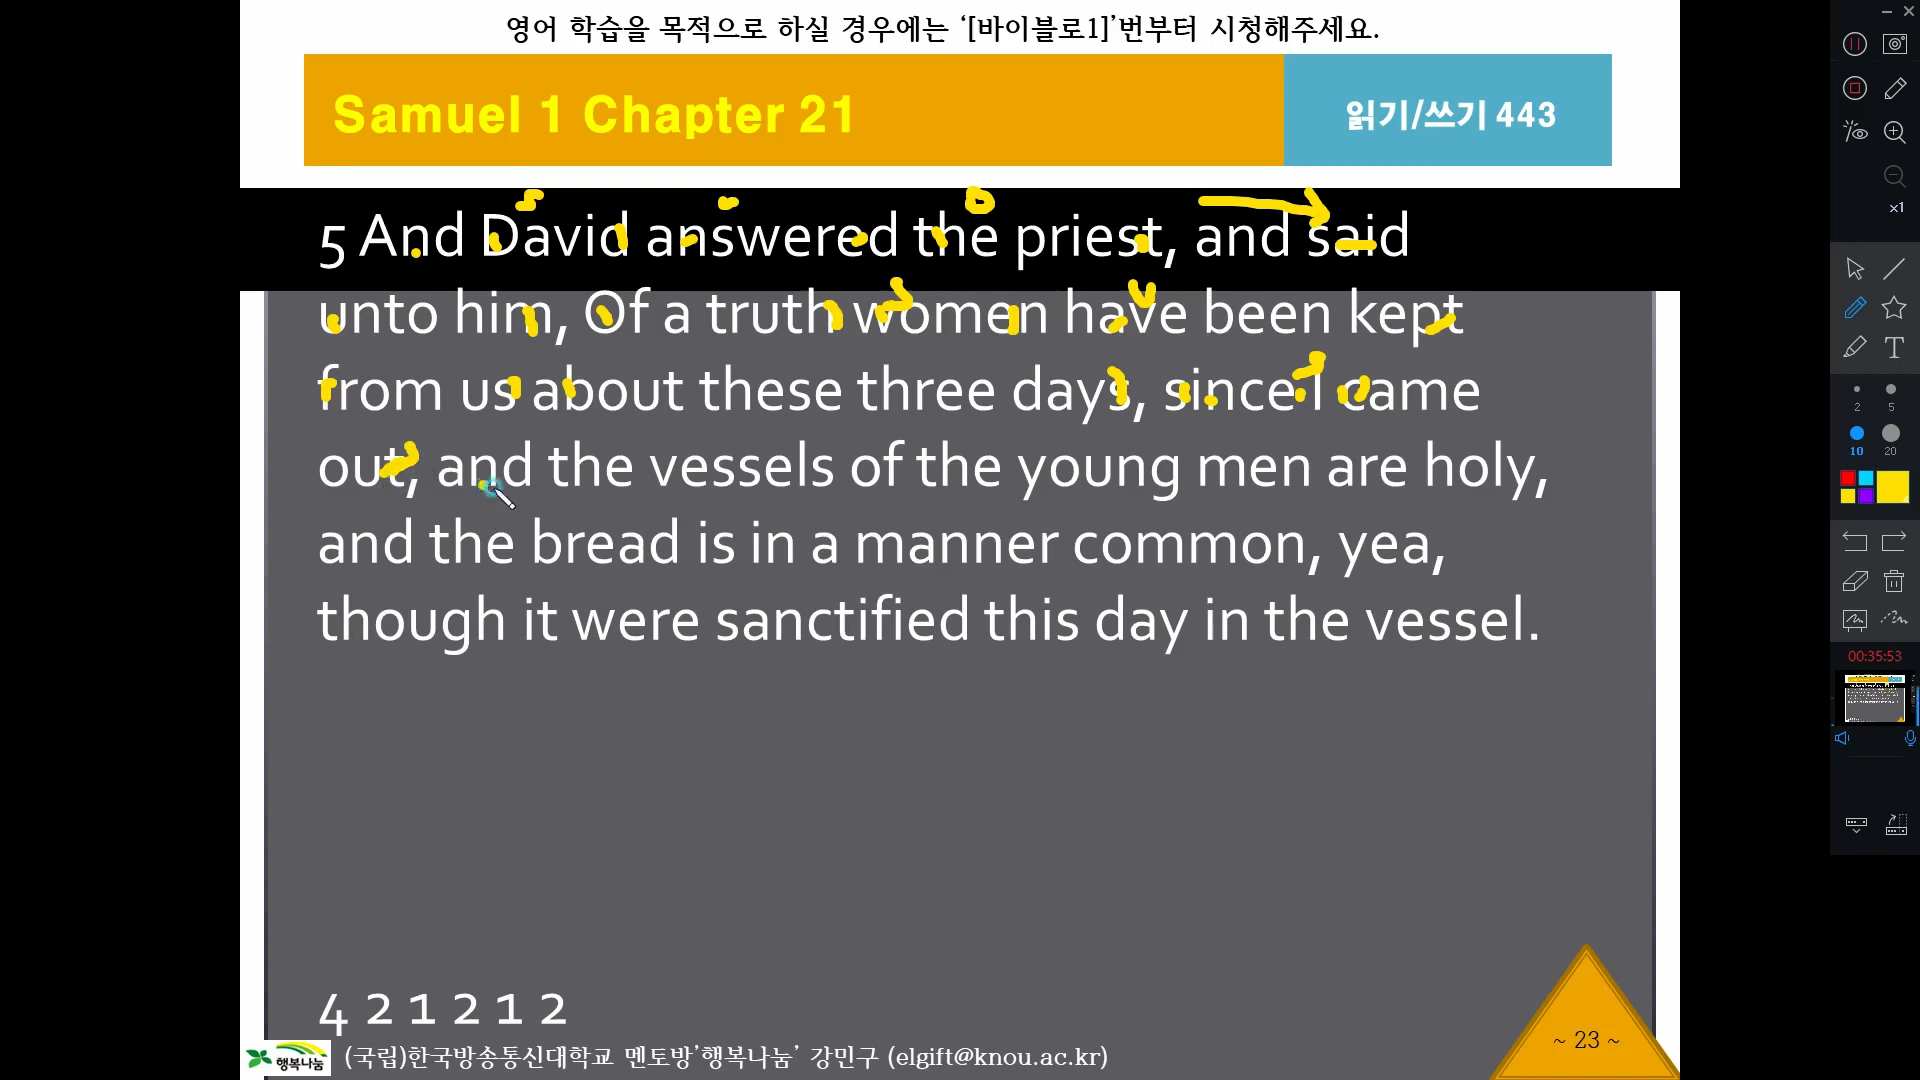 영어 학습을 목적으로 하실 경우에는 ‘[바이블로1]’번부터 시청해주세요.
Samuel 1 Chapter 21
읽기/쓰기 443
5 And David answered the priest, and said
unto him, Of a truth women have been kept
from us about these three days, since I came
out, and the vessels of the young men are holy,
and the bread is in a manner common, yea,
though it were sanctified this day in the vessel.
4 2 1 2 1 2
~ 23 ~
행복나눔
(국립)한국방송통신대학교 멘토방’행복나눔’ 강민구 (elgift@knou.ac.kr)
x1
2
5
10
20
00:35:53